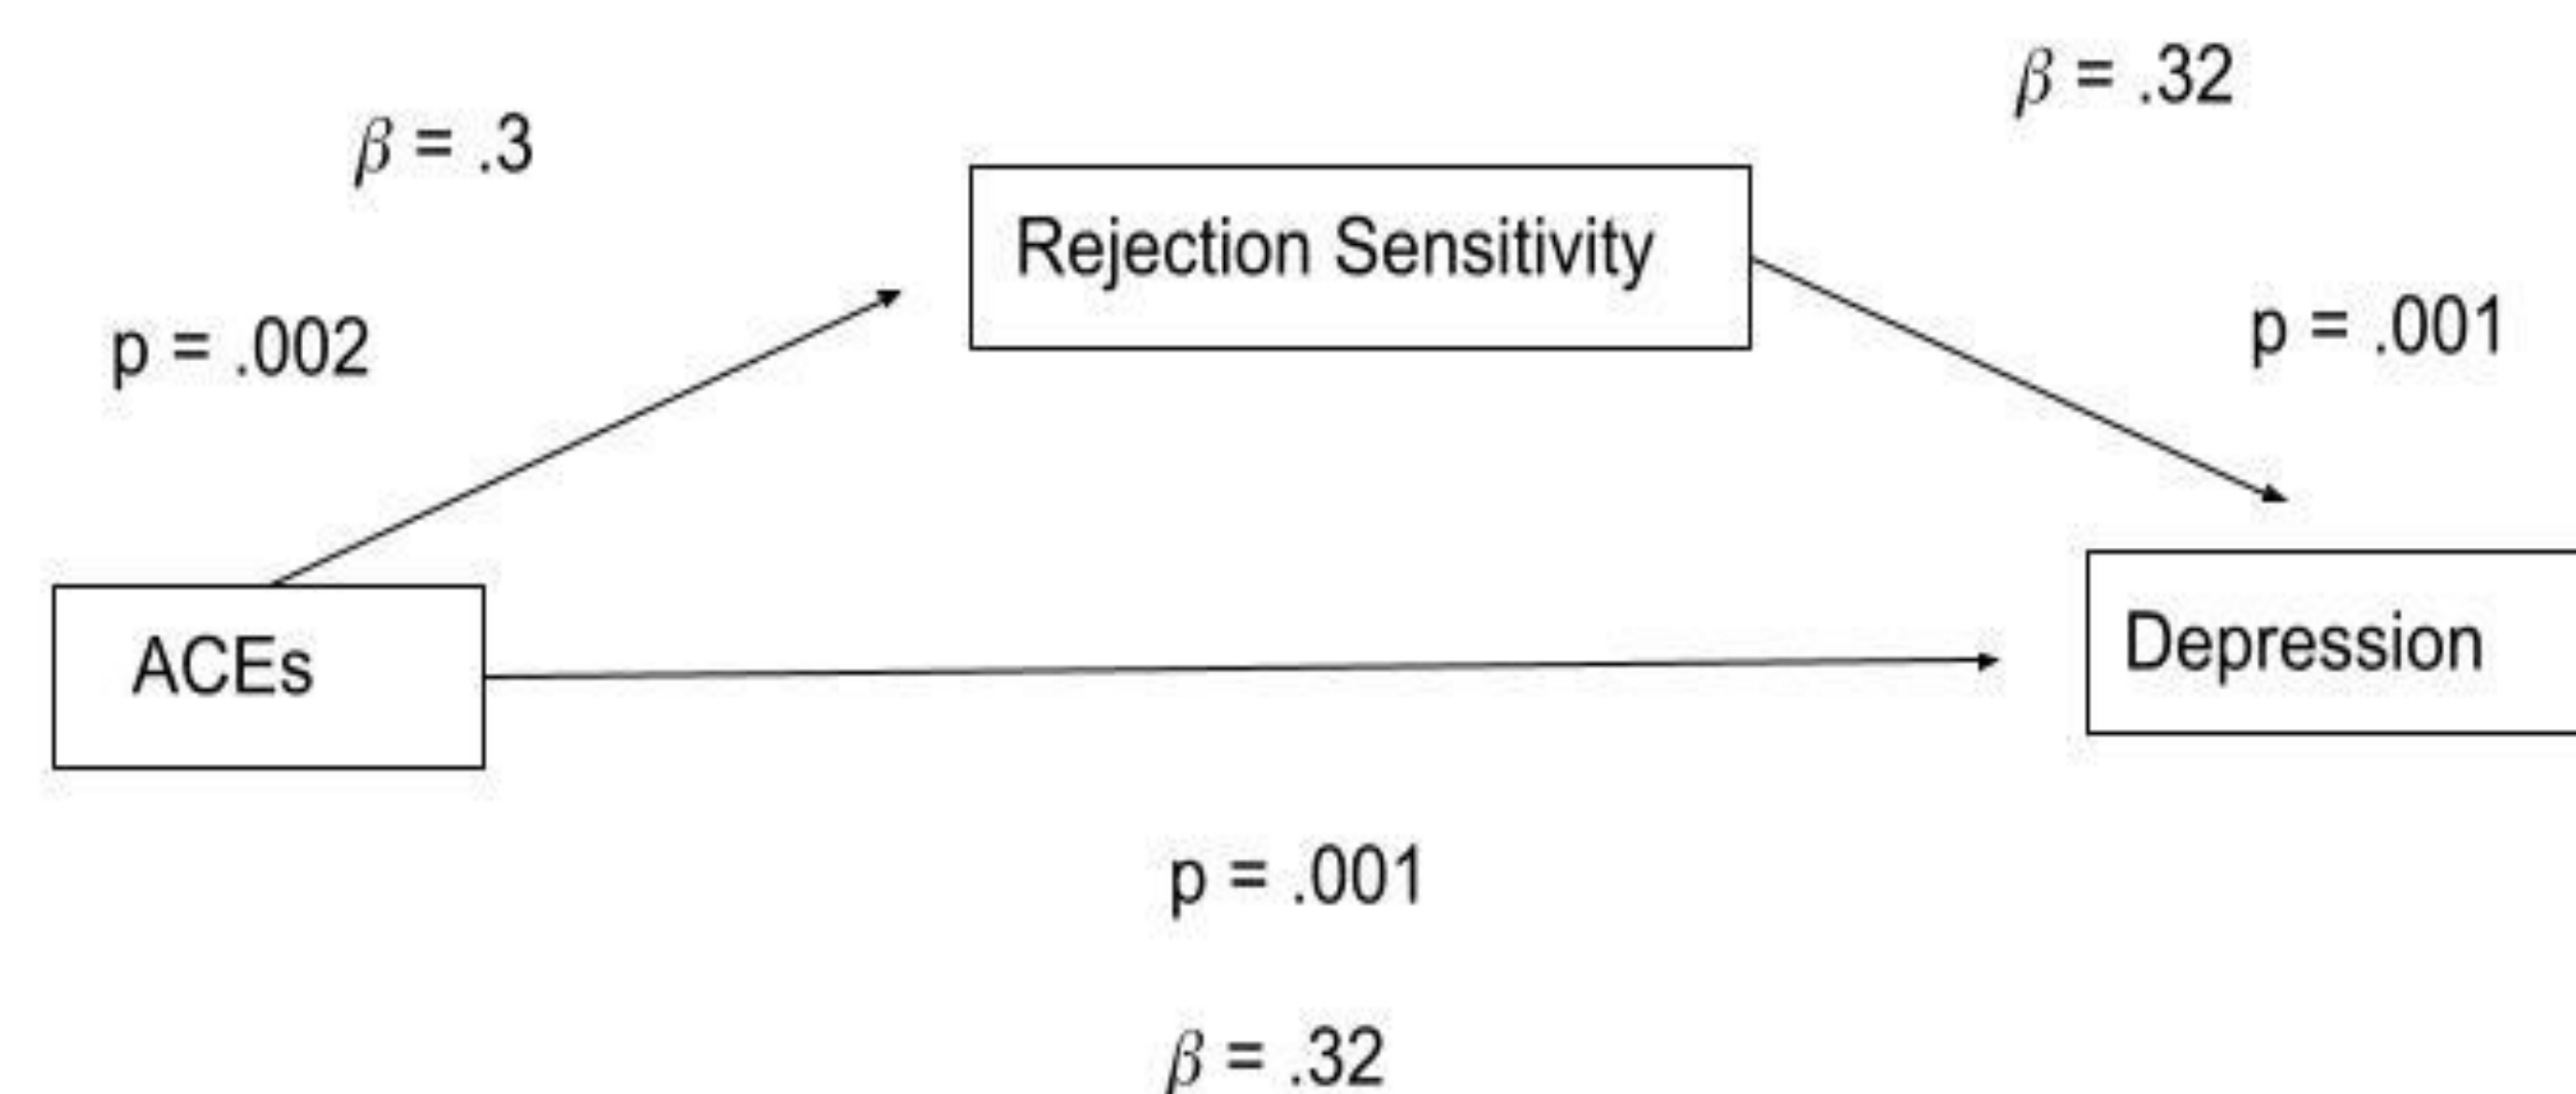 β = .32
β = .3
Rejection Sensitivity
p = .001
p = .002
Depression
ACEs
p = .001
β = .32